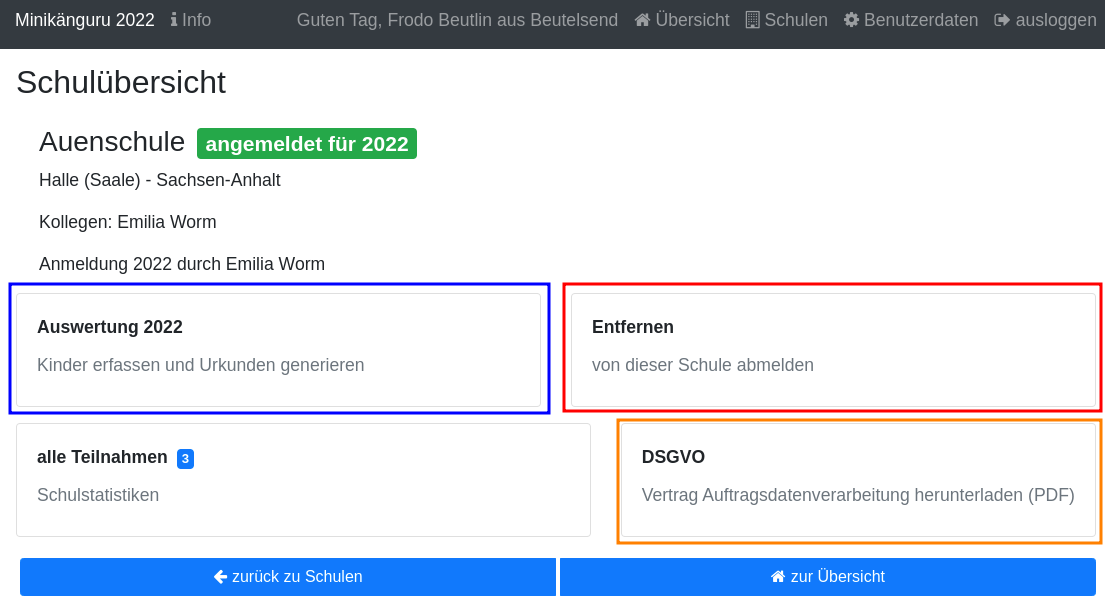 Minikänguru 2022 Info Guten Tag, Frodo Beutlin aus Beutelsend Übersicht Schulen Benutzerdaten ausloggen
Schulübersicht
Auenschule angemeldet für 2022
Halle (Saale) - Sachsen-Anhalt
Kollegen: Emilia Worm
Anmeldung 2022 durch Emilia Worm
Auswertung 2022
Kinder erfassen und Urkunden generieren
Entfernen
von dieser Schule abmelden
alle Teilnahmen 3
Schulstatistiken
DSGVO
Vertrag Auftragsdatenverarbeitung herunterladen (PDF)
zurück zu Schulen
zur Übersicht